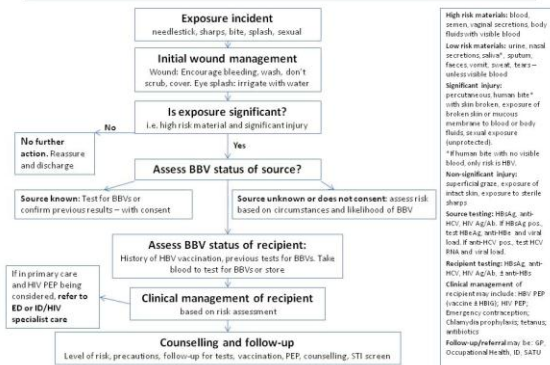 Exposure incident
needlestick, sharps, bite, splash, sexual
Initial wound management
Wound: Encourage bleeding, wash, don't
scrub, cover. Eye splash: irrigate with water
Is exposure significant?
i.e. high risk material and significant injury
No
Yes
No further
action. Reassure
and discharge
Assess BBV status of source?
Source known: Test for BBVs or
confirm previous results – with consent
Source unknown or does not consent: assess risk
based on circumstances and likelihood of BBV
Assess BBV status of recipient:
History of HBV vaccination, previous tests for BBVs. Take
blood to test for BBVs or store
If in primary care
and HIV PEP being
considered, refer to
ED or ID/HIV
specialist care
Clinical management of recipient
based on risk assessment
Counselling and follow-up
Level of risk, precautions, follow-up for tests, vaccination, PEP, counselling, STI screen
High risk materials: blood,
semen, vaginal secretions, body
fluids with visible blood
Low risk materials: urine, nasal
secretions, saliva*, sputum,
faeces, vomit, sweat, tears –
unless visible blood
Significant injury:
percutaneous, human bite*
with skin broken, exposure of
broken skin or mucous
membrane to blood or body
fluids, sexual exposure
(unprotected).
*If human bite with no visible
blood, only risk is HBV.
Non-significant injury:
superficial graze, exposure of
intact skin, exposure to sterile
sharps
Source testing: HBsAg, anti-
HCV, HIV Ag/Ab. If HBsAg pos,
test HBeAg, anti-HBe and viral
load. If anti-HCV pos, test HCV
RNA and viral load.
Recipient testing: HBsAg, anti-
HCV, HIV Ag/Ab, ± anti-HBs
Clinical management of
recipient may include: HBV PEP
(vaccine ± HBIG); HIV PEP;
Emergency contraception;
Chlamydia prophylaxis; tetanus;
antibiotics
Follow-up/referral may be: GP,
Occupational Health, ID, SATU